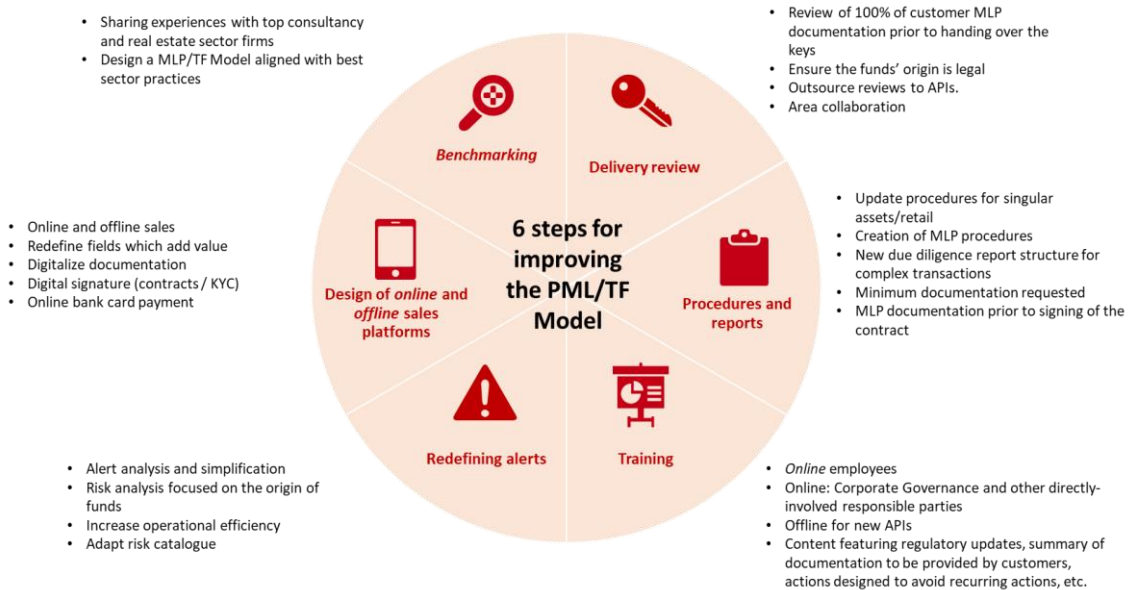 • Sharing experiences with top consultancy
and real estate sector firms
• Design a MLP/TF Model aligned with best
sector practices
• Review of 100% of customer MLP
documentation prior to handing over the
keys
• Ensure the funds' origin is legal
• Outsource reviews to APIs.
• Area collaboration
Benchmarking
Delivery review
• Online and offline sales
• Redefine fields which add value
• Digitalize documentation
• Digital signature (contracts / KYC)
• Online bank card payment
Design of online and
offline sales
platforms
6 steps for
improving
the PML/TF
Model
Procedures and
reports
• Update procedures for singular
assets/retail
• Creation of MLP procedures
• New due diligence report structure for
complex transactions
• Minimum documentation requested
• MLP documentation prior to signing of the
contract
Redefining alerts
Training
• Alert analysis and simplification
• Risk analysis focused on the origin of
funds
• Increase operational efficiency
• Adapt risk catalogue
• Online employees
• Online: Corporate Governance and other directly-
involved responsible parties
• Offline for new APIs
• Content featuring regulatory updates, summary of
documentation to be provided by customers,
actions designed to avoid recurring actions, etc.